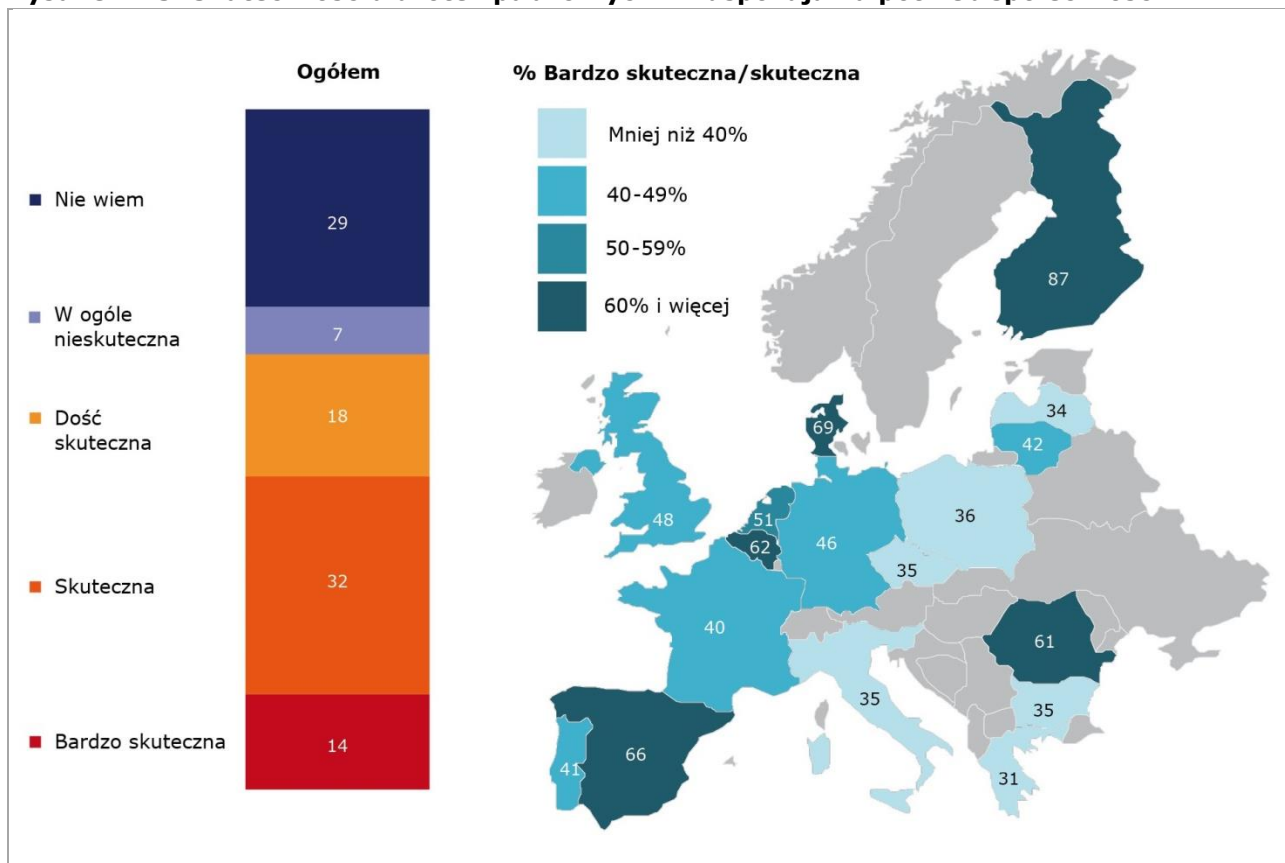 Ogółem
Nie wiem
W ogóle
nieskuteczna
Dość
skuteczna
Skuteczna
Bardzo skuteczna
29
7
18
32
14
% Bardzo skuteczna/skuteczna
Mniej niż 40%
40-49%
50-59%
60% i więcej
87
34
42
69
48
51
62
46
36
35
40
61
35
35
66
41
31